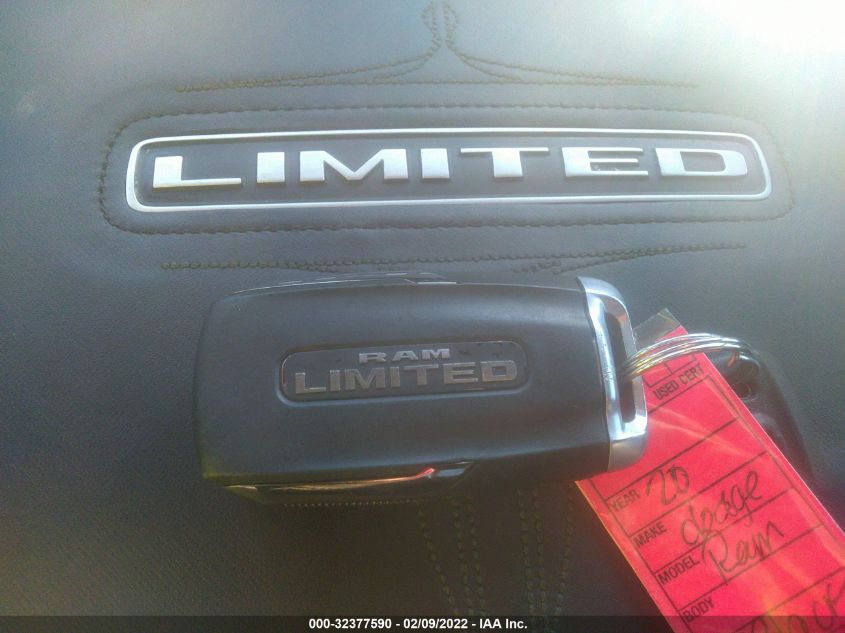 LIMITED
RAM
LIMITED
USED CERT
YEAR 20
MAKE dodge
MODEL Ram
BODY
000-32377590 - 02/09/2022 - IAA Inc.